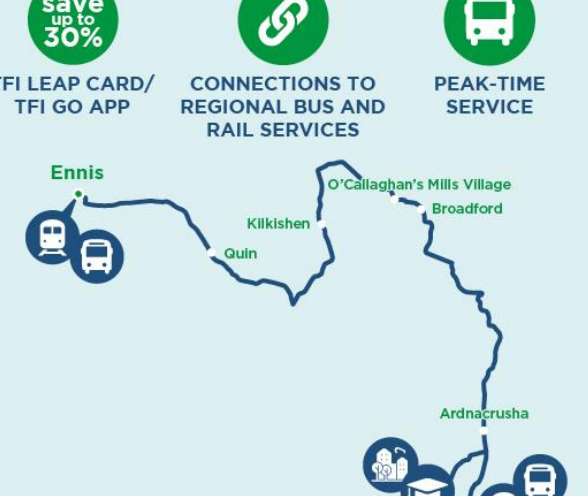 save
up to
30%
TFI LEAP CARD/
TFI GO APP
CONNECTIONS TO
REGIONAL BUS AND
RAIL SERVICES
PEAK-TIME
SERVICE
Ennis
O'Callaghan's Mills Village
Broadford
Kilkishen
Quin
Ardnacrusha